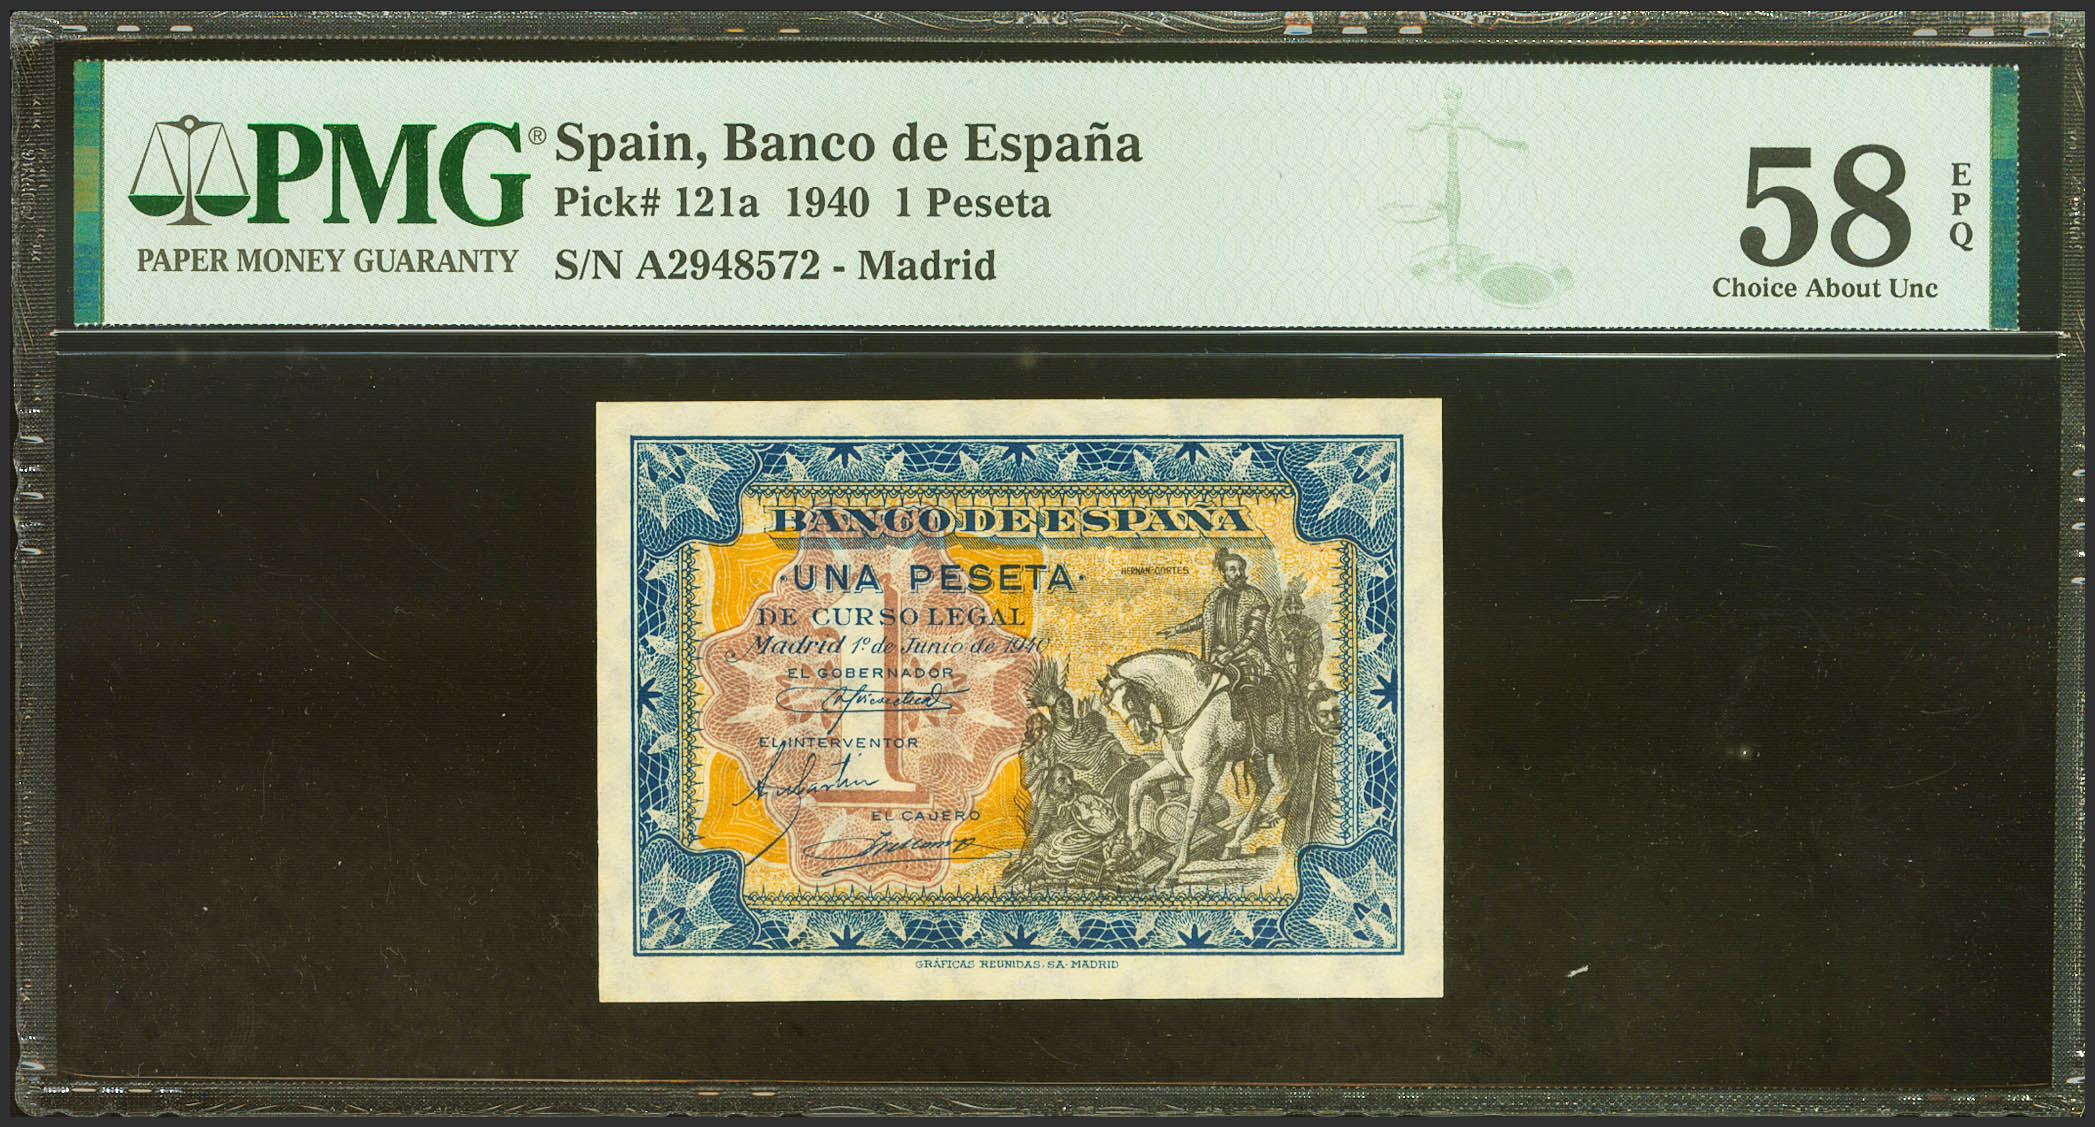 PMG®
PAPER MONEY GUARANTY
Spain, Banco de España
Pick# 121a 1940 1 Peseta
S/N A2948572 - Madrid
58
EPQ
Choice About Unc
BANCO DE ESPAÑA
·UNA PESETA·
DE CURSO LEGAL
Madrid 1º de Junio de 1940
HERNAN-CORTES
EL GOBERNADOR
EL INTERVENTOR
EL CAJERO
1
GRÁFICAS REUNIDAS, SA- MADRID